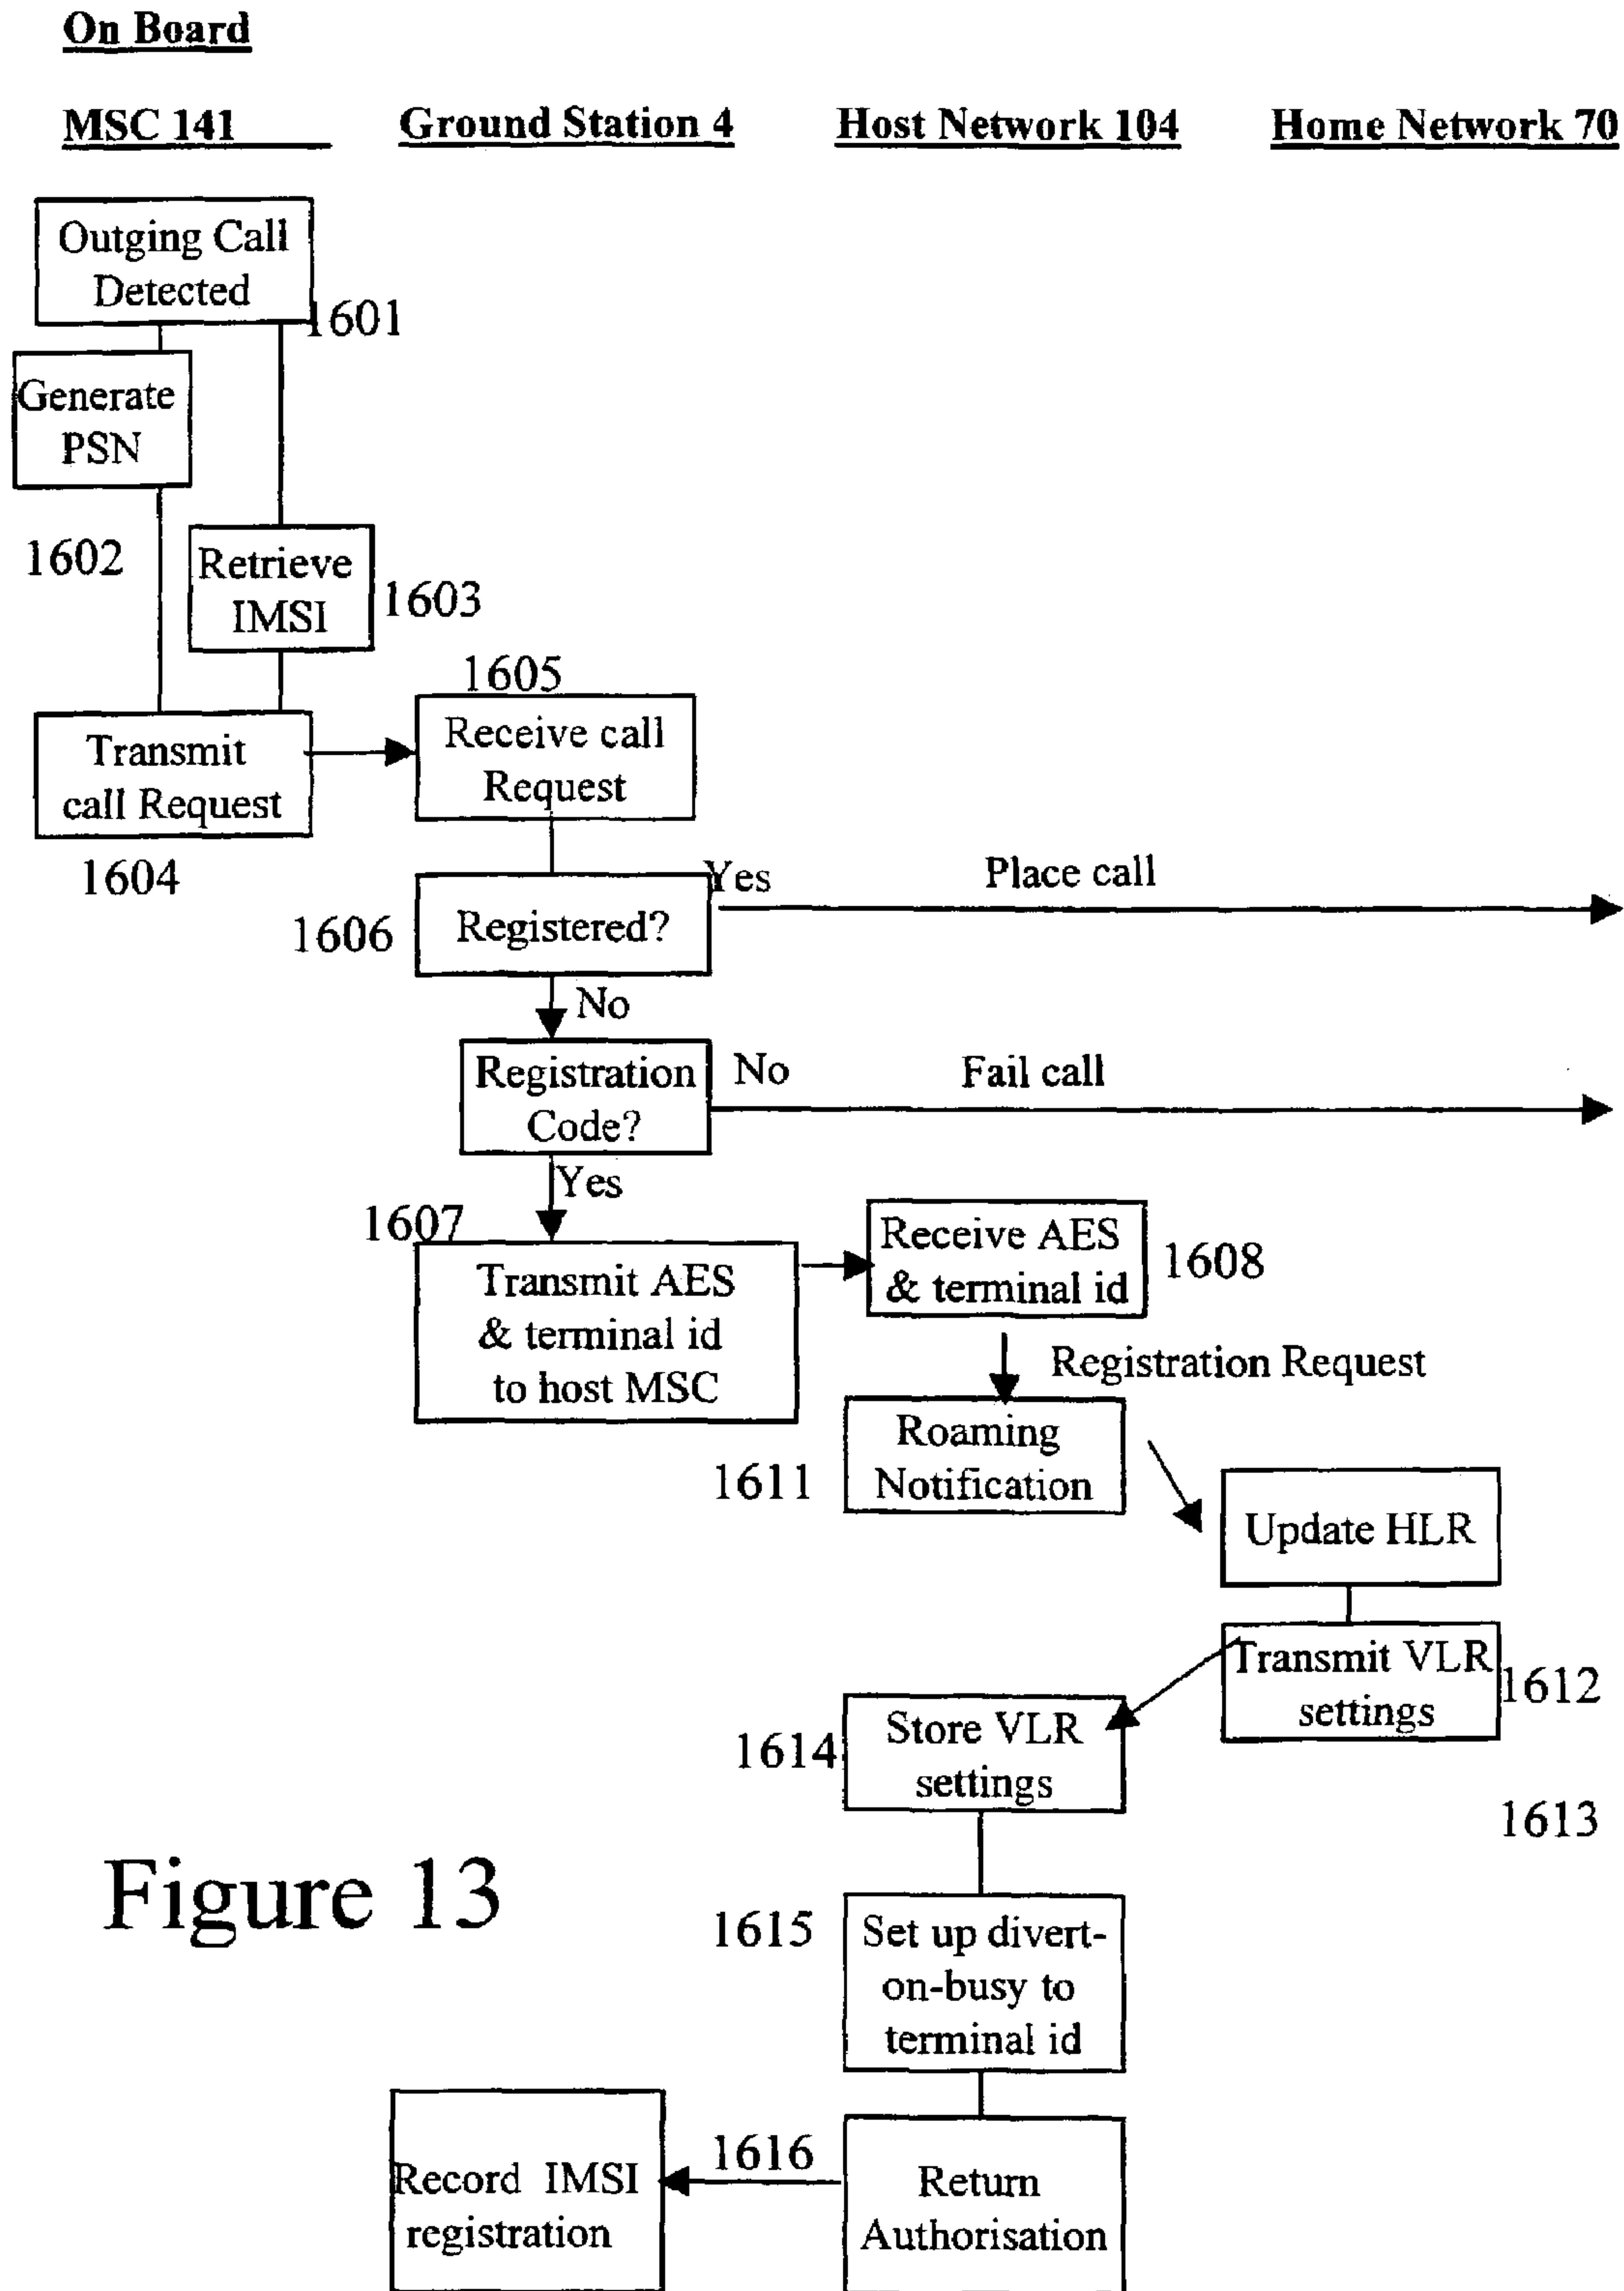 On Board
MSC 141 Ground Station 4 Host Network 104 Home Network 70
Outging Call
Detected
1601
Generate
PSN
1602
Retrieve
IMSI
1603
1605
Transmit
call Request
1604
Receive call
Request
Yes
Place call
1606
Registered?
No
Registration
Code?
No
Fail call
Yes
1607
Transmit AES
& terminal id
to host MSC
Receive AES
& terminal id
1608
Registration Request
Roaming
Notification
1611
Update HLR
Transmit VLR
settings
1612
1613
Store VLR
settings
1614
Figure 13
1615
Set up divert-
on-busy to
terminal id
Return
Authorisation
1616
Record IMSI
registration